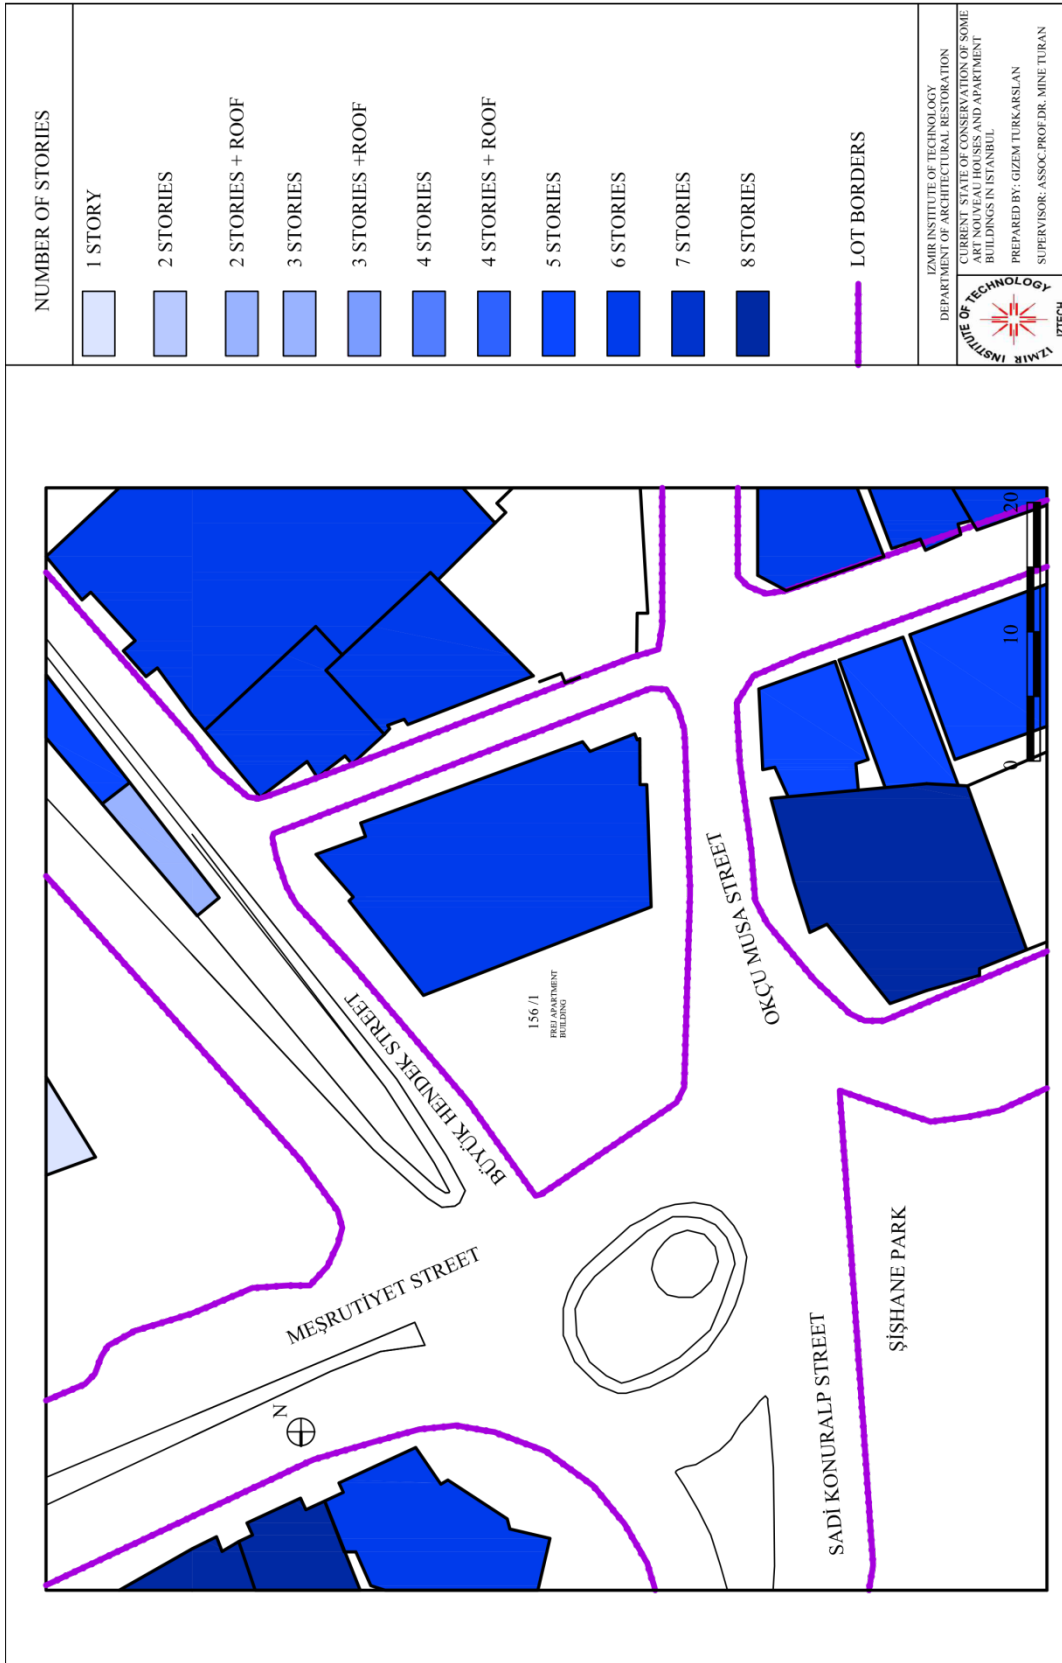 NUMBER OF STORIES
1 STORY
2 STORIES
2 STORIES + ROOF
3 STORIES
3 STORIES +ROOF
4 STORIES
4 STORIES + ROOF
5 STORIES
6 STORIES
7 STORIES
8 STORIES
LOT BORDERS
IZMIR INSTITUTE OF TECHNOLOGY
DEPARTMENT OF ARCHITECTURAL RESTORATION
CURRENT STATE OF CONSERVATION OF SOME
ART NOUVEAU HOUSES AND APARTMENT
BUILDINGS IN ISTANBUL
PREPARED BY: GIZEM TURKARSLAN
SUPERVISOR: ASSOC.PROF.DR. MINE TURAN
IZMIR INSTITUTE OF TECHNOLOGY
IZTECH
N
MEŞRUTİYET STREET
BÜYÜK HENDEK STREET
156 /1
FREJ APARTMENT
BUILDING
OKÇU MUSA STREET
SADİ KONURALP STREET
ŞİŞHANE PARK
0
10
20